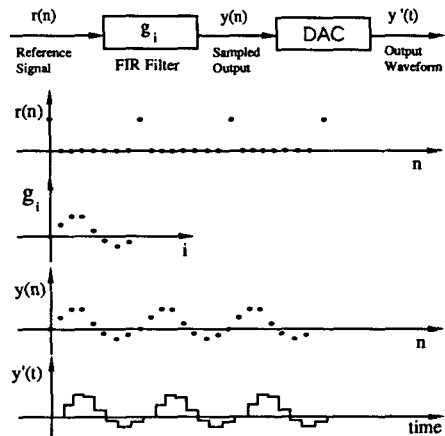 r(n) g i y(n) DAC y'(t)
Reference Signal FIR Filter Sampled Output Output Waveform
r(n)
n
g i
i
y(n)
n
y'(t)
time